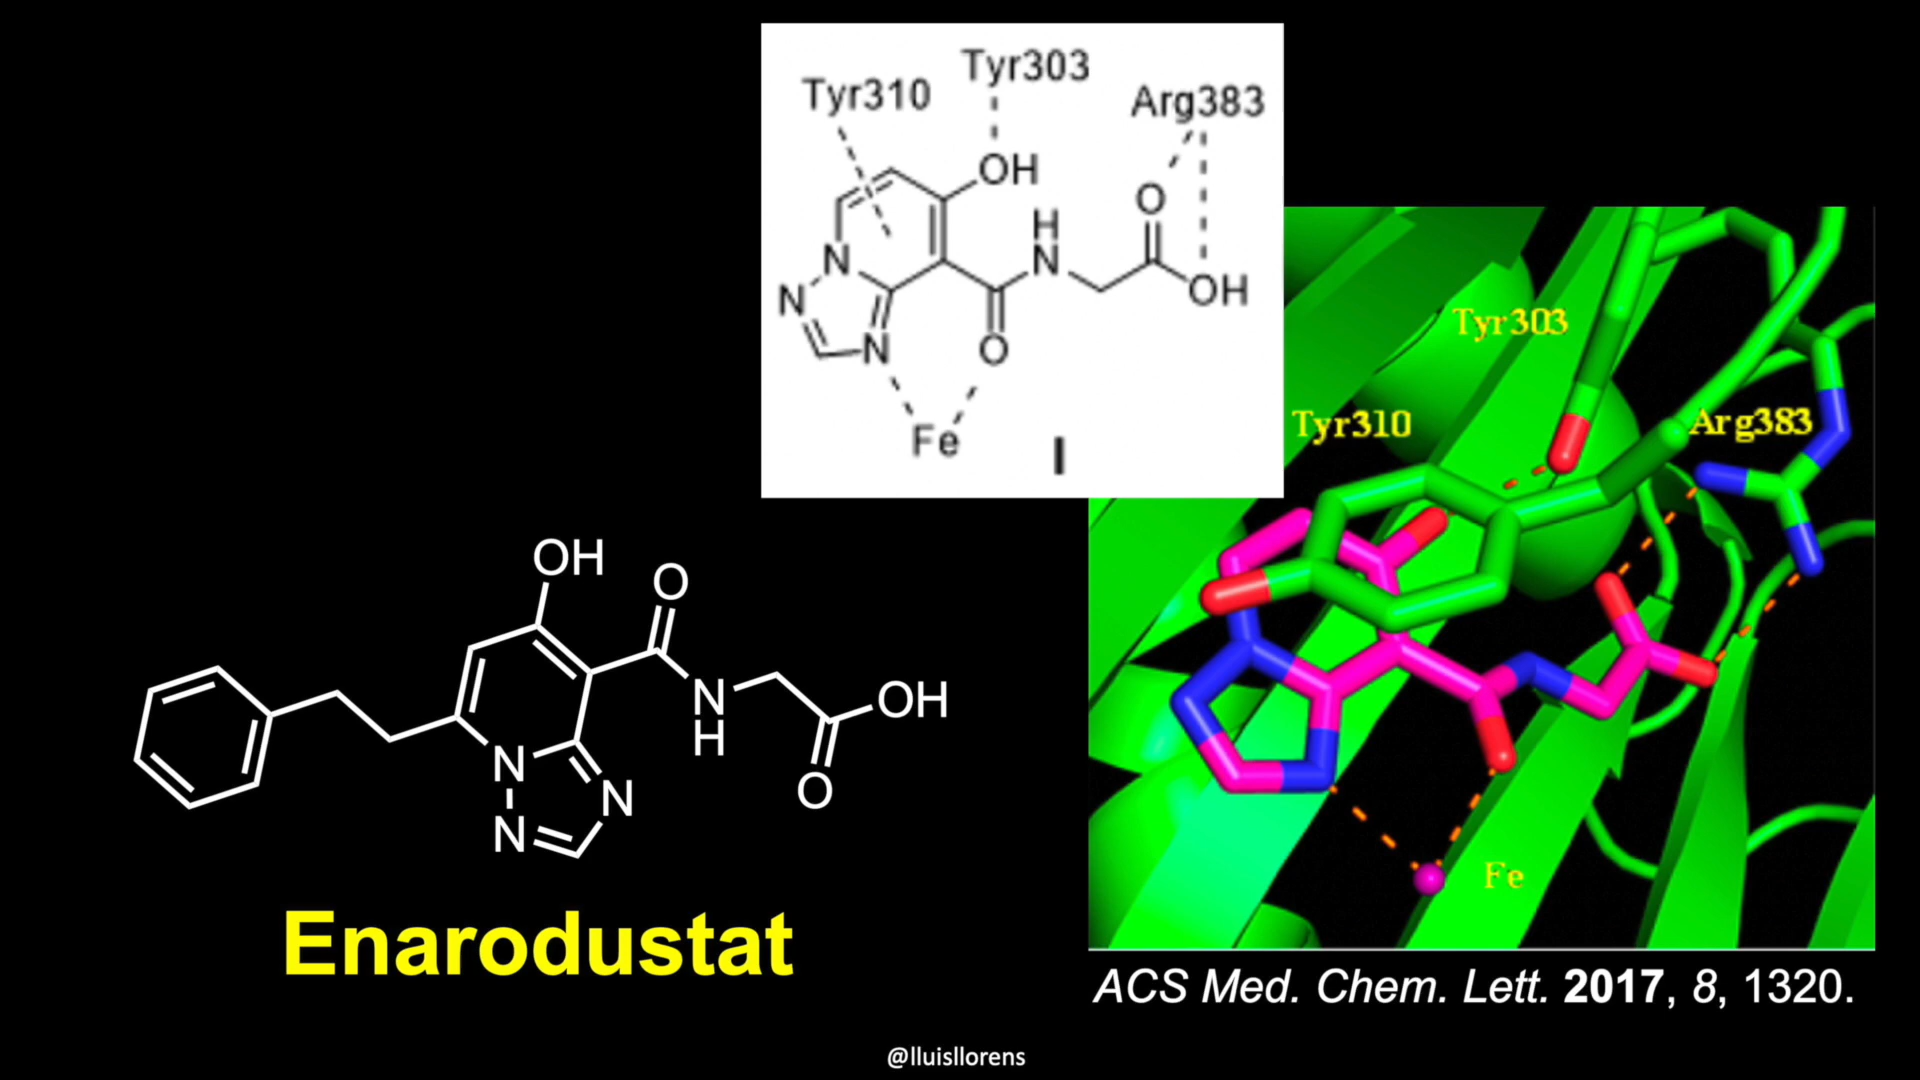 Tyr303
Tyr310
Arg383
OH
O
H
N
N
OH
N
N
O
Fe
I
Tyr303
Tyr310
Arg383
Fe
OH
O
N
H
OH
O
N
N
N
Enarodustat
ACS Med. Chem. Lett. 2017, 8, 1320.
@lluisllorens